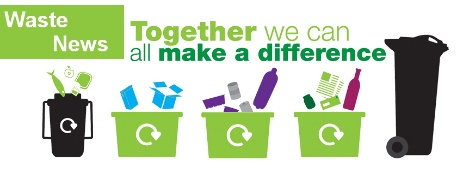 Waste
News
Together we can
all make a difference